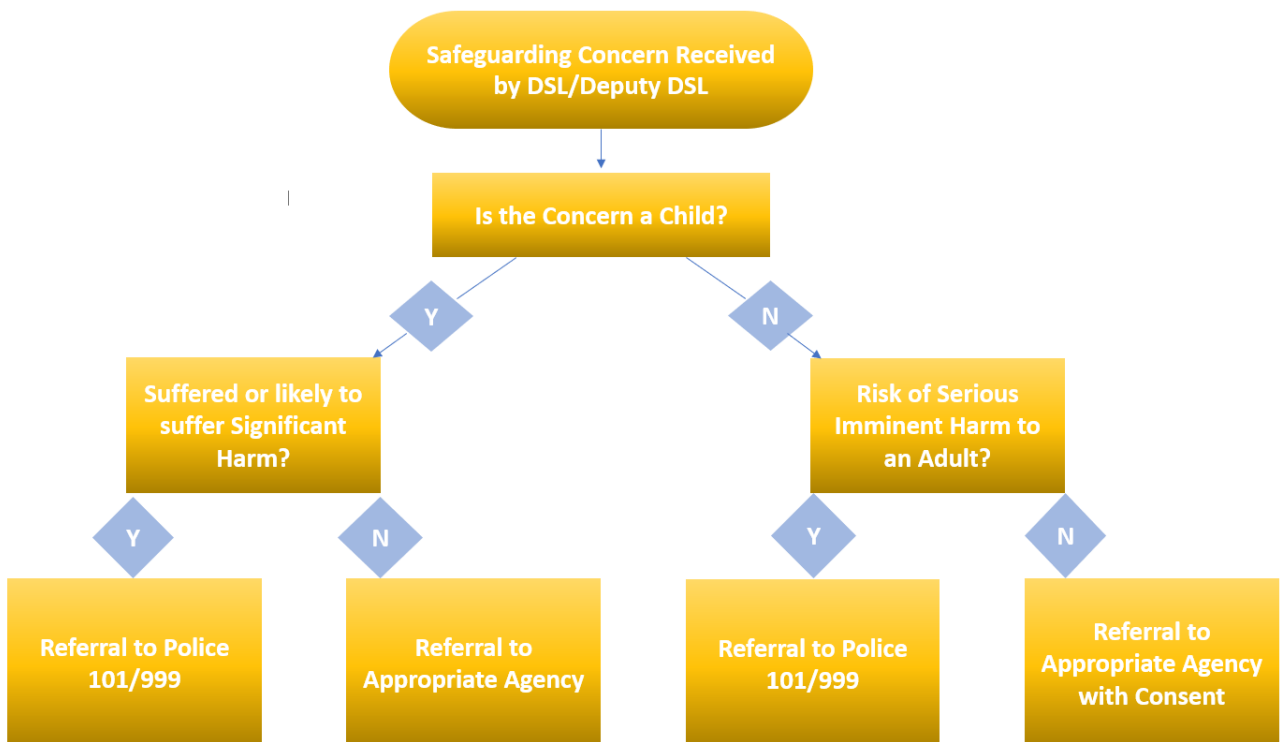 Safeguarding Concern Received
by DSL/Deputy DSL
Is the Concern a Child?
Y
N
Suffered or likely to
suffer Significant
Harm?
Risk of Serious
Imminent Harm to
an Adult?
Y
N
Y
N
Referral to Police
101/999
Referral to
Appropriate Agency
Referral to Police
101/999
Referral to
Appropriate Agency
with Consent